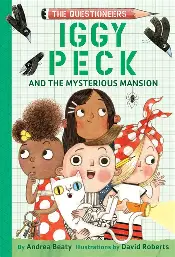 THE QUESTIONEERS
IGGY
PECK
AND THE MYSTERIOUS MANSION
By Andrea Beaty Illustrations by David Roberts